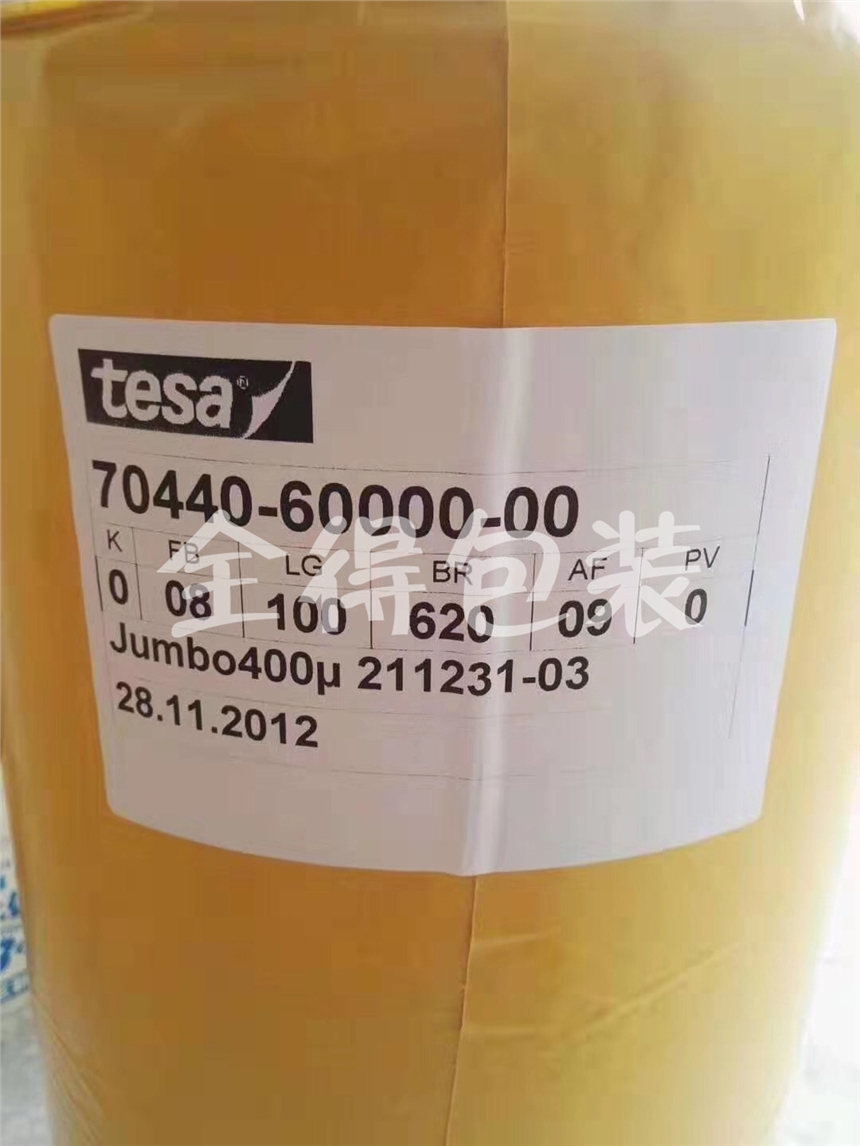 tesa®
70440-60000-00
K FB LG BR AF PV
0 08 100 620 09 0
Jumbo400µ 211231-03
28.11.2012
全得包装